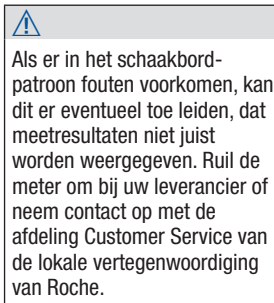 Als er in het schaakbord-
patroon fouten voorkomen, kan
dit er eventueel toe leiden, dat
meetresultaten niet juist
worden weergegeven. Ruil de
meter om bij uw leverancier of
neem contact op met de
afdeling Customer Service van
de lokale vertegenwoordiging
van Roche.